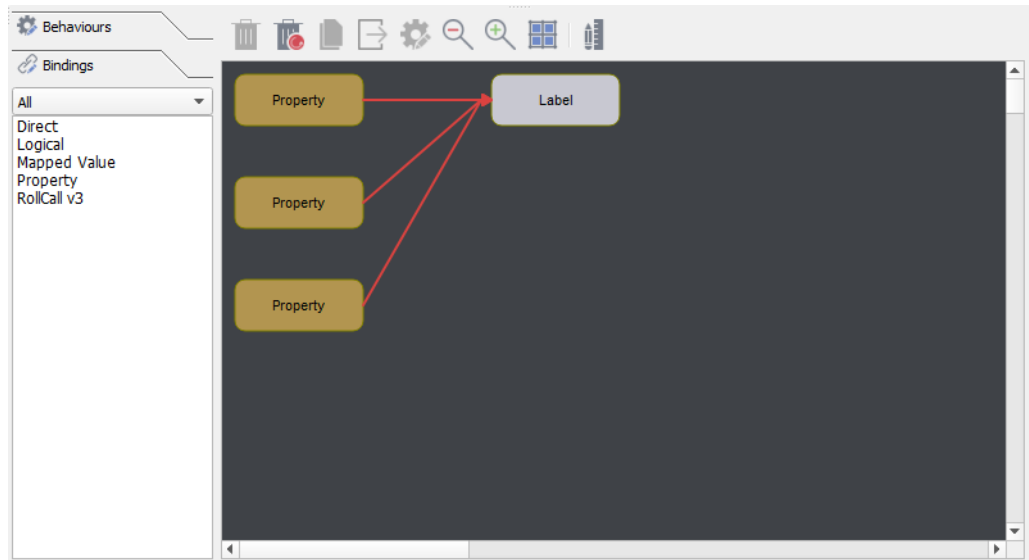 Behaviours
Bindings
All
Direct
Logical
Mapped Value
Property
RollCall v3
Property
Label
Property
Property